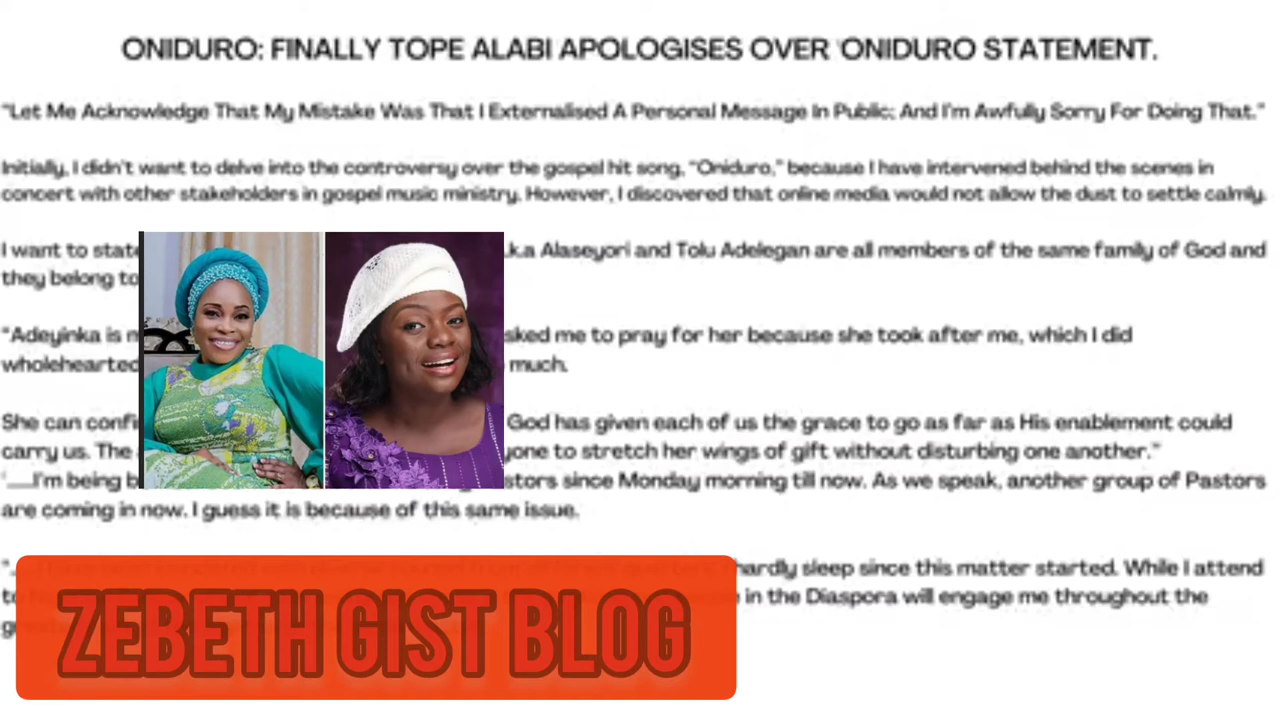 ONIDURO: FINALLY TOPE ALABI APOLOGISES OVER 'ONIDURO STATEMENT.
"Let Me Acknowledge That My Mistake Was That I Externalised A Personal Message In Public; And I'm Awfully Sorry For Doing That."
Initially, I didn't want to delve into the controversy over the gospel hit song, "Oniduro," because I have intervened behind the scenes in
concert with other stakeholders in gospel music ministry. However, I discovered that online media would not allow the dust to settle calmly.
I want to state .k.a Alaseyori and Tolu Adelegan are all members of the same family of God and
they belong to
"Adeyinka is sked me to pray for her because she took after me, which I did
much.
She can God has given each of us the grace to go as far as His enablement could
carry us. The yone to stretch her wings of gift without disturbing one another."
'.....I'm being stors since Monday morning till now. As we speak, another group of Pastors
are coming in now. I guess it is because of this same issue.
hardly sleep since this matter started. While I attend
in the Diaspora will engage me throughout the
ZEBETH GIST BLOG